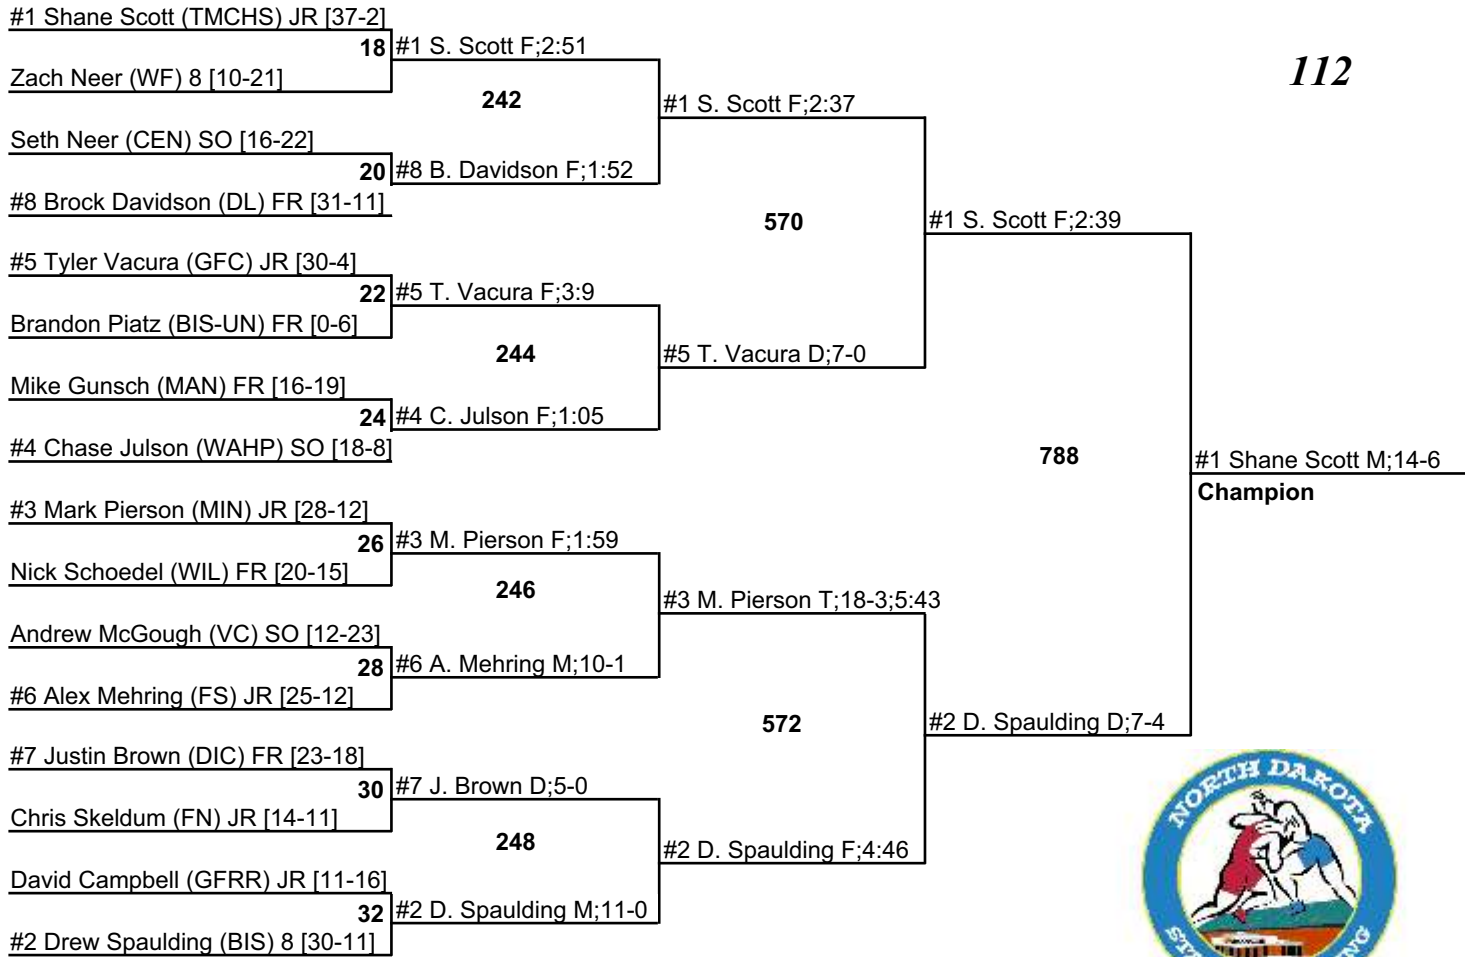 #1 Shane Scott (TMCHS) JR [37-2]
18
#1 S. Scott F;2:51
112
Zach Neer (WF) 8 [10-21]
242
#1 S. Scott F;2:37
Seth Neer (CEN) SO [16-22]
20
#8 B. Davidson F;1:52
#8 Brock Davidson (DL) FR [31-11]
570
#1 S. Scott F;2:39
#5 Tyler Vacura (GFC) JR [30-4]
22
#5 T. Vacura F;3:9
Brandon Piatz (BIS-UN) FR [0-6]
244
#5 T. Vacura D;7-0
Mike Gunsch (MAN) FR [16-19]
24
#4 C. Julson F;1:05
#4 Chase Julson (WAHP) SO [18-8]
788
#1 Shane Scott M;14-6
Champion
#3 Mark Pierson (MIN) JR [28-12]
26
#3 M. Pierson F;1:59
Nick Schoedel (WIL) FR [20-15]
246
#3 M. Pierson T;18-3;5:43
Andrew McGough (VC) SO [12-23]
28
#6 A. Mehring M;10-1
#6 Alex Mehring (FS) JR [25-12]
572
#2 D. Spaulding D;7-4
#7 Justin Brown (DIC) FR [23-18]
30
#7 J. Brown D;5-0
Chris Skeldum (FN) JR [14-11]
248
#2 D. Spaulding F;4:46
David Campbell (GFRR) JR [11-16]
32
#2 D. Spaulding M;11-0
#2 Drew Spaulding (BIS) 8 [30-11]
NORTH DAKOTA